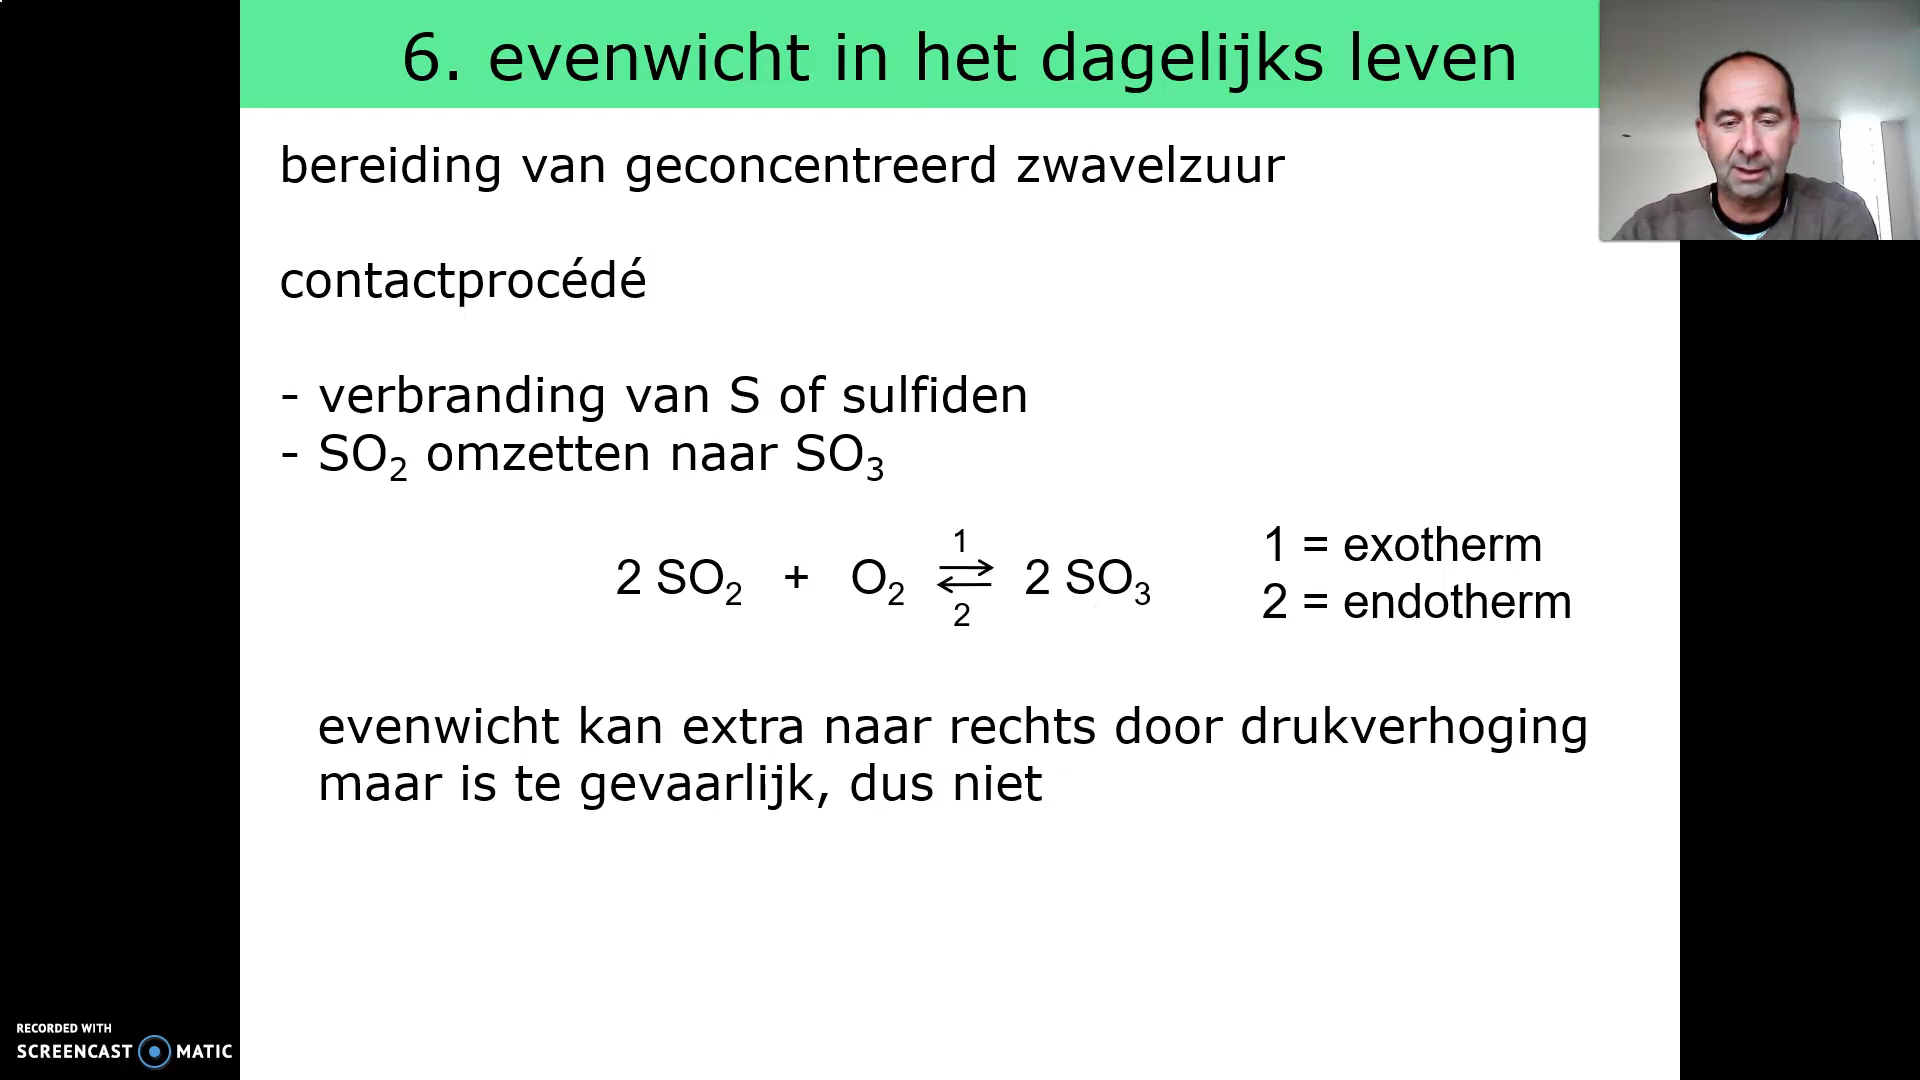 6. evenwicht in het dagelijks leven
bereiding van geconcentreerd zwavelzuur
contactprocédé
- verbranding van S of sulfiden
- SO₂ omzetten naar SO₃
1
2 SO₂ + O₂ ⇌ 2 SO₃
2
1 = exotherm
2 = endotherm
evenwicht kan extra naar rechts door drukverhoging
maar is te gevaarlijk, dus niet
RECORDED WITH
SCREENCAST MATIC